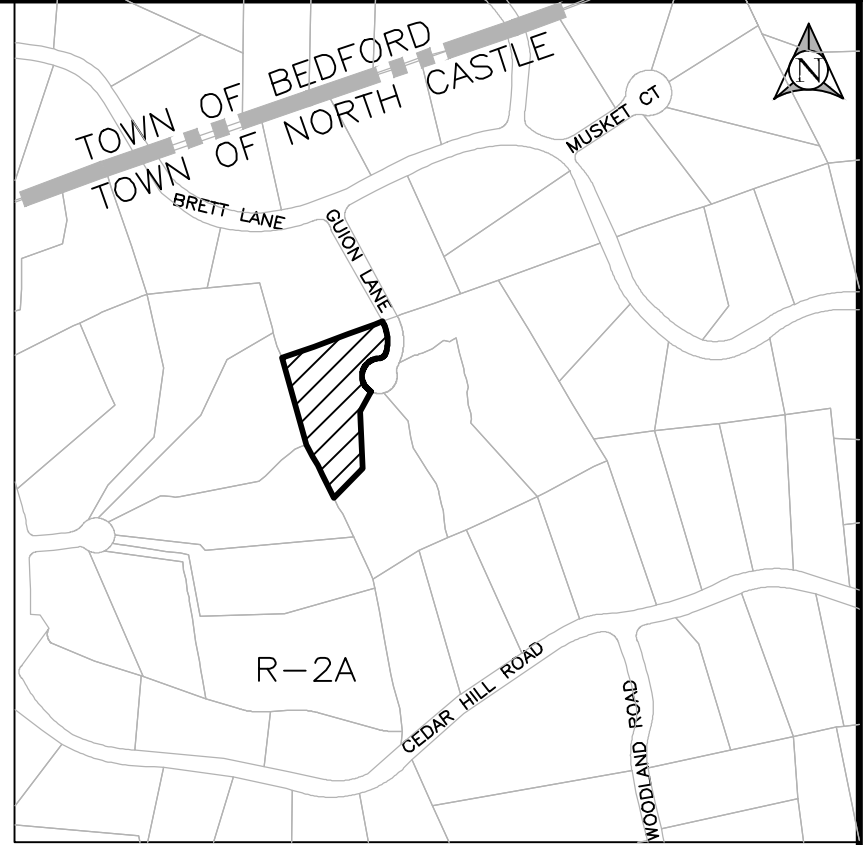 TOWN OF BEDFORD
TOWN OF NORTH CASTLE
N
MUSKET CT
BRETT LANE
GUION LANE
R-2A
CEDAR HILL ROAD
WOODLAND ROAD